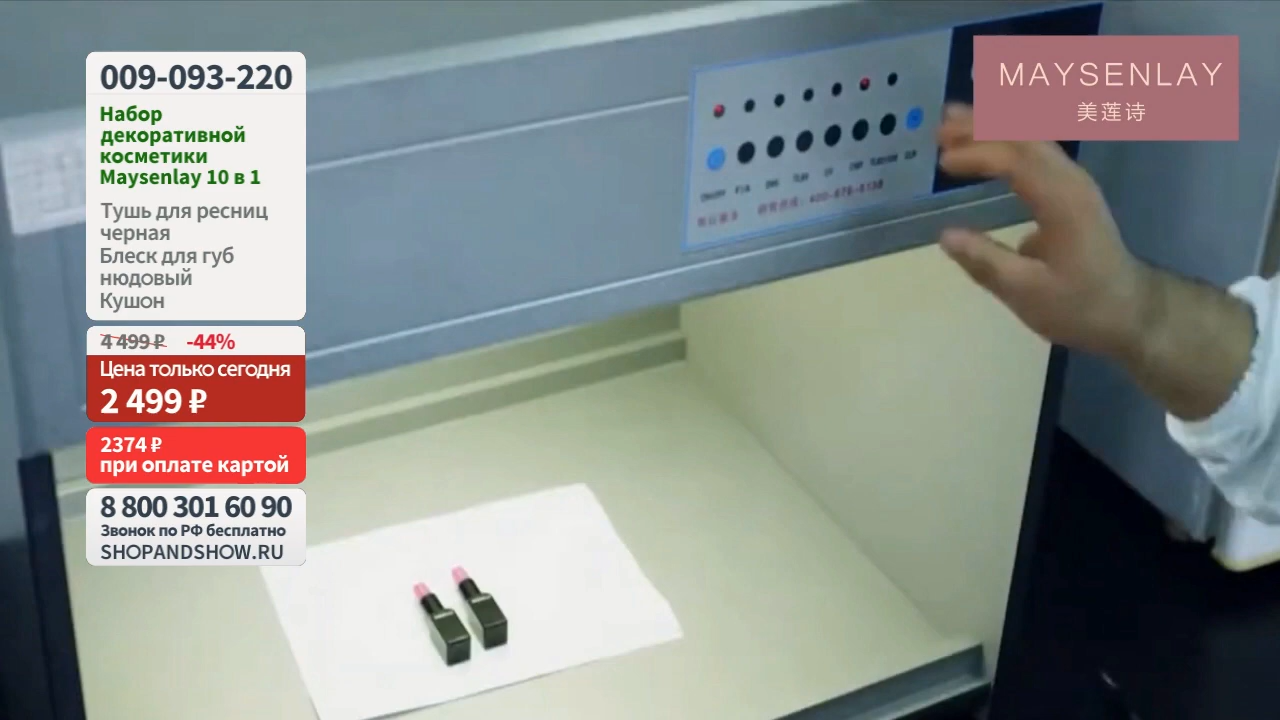 009-093-220
Набор
декоративной
косметики
Maysenlay 10 в 1
Тушь для ресниц
черная
Блеск для губ
нюдовый
Кушон
4 499 ₽ -44%
Цена только сегодня
2 499 ₽
2374 ₽
при оплате картой
8 800 301 60 90
Звонок по РФ бесплатно
SHOPANDSHOW.RU
MAYSENLAY
美莲诗